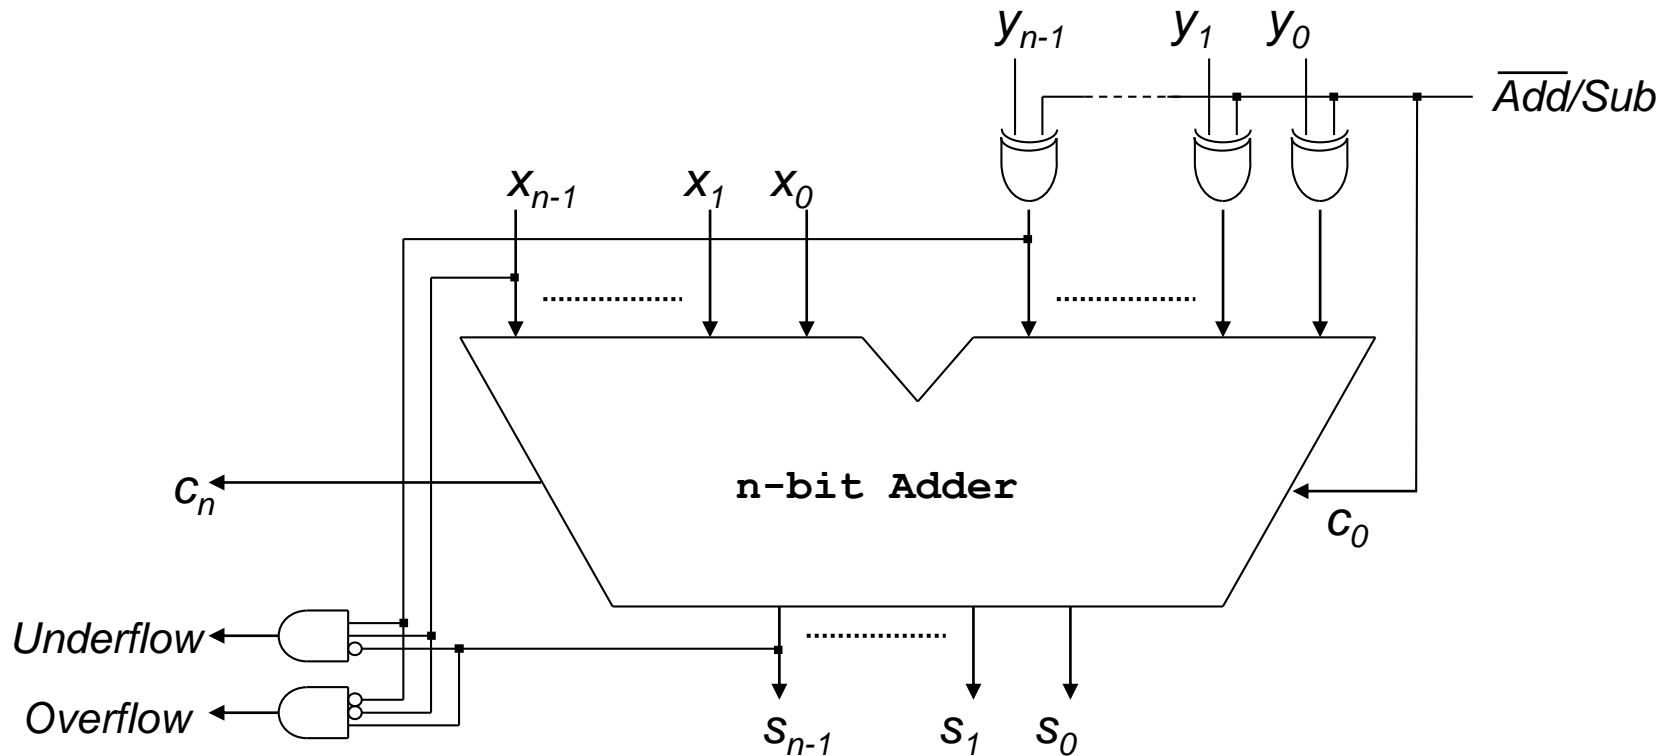 y_{n-1} y_1 y_0
\overline{Add}/Sub
x_{n-1} x_1 x_0
n-bit Adder
c_n
c_0
Underflow
Overflow
s_{n-1} s_1 s_0